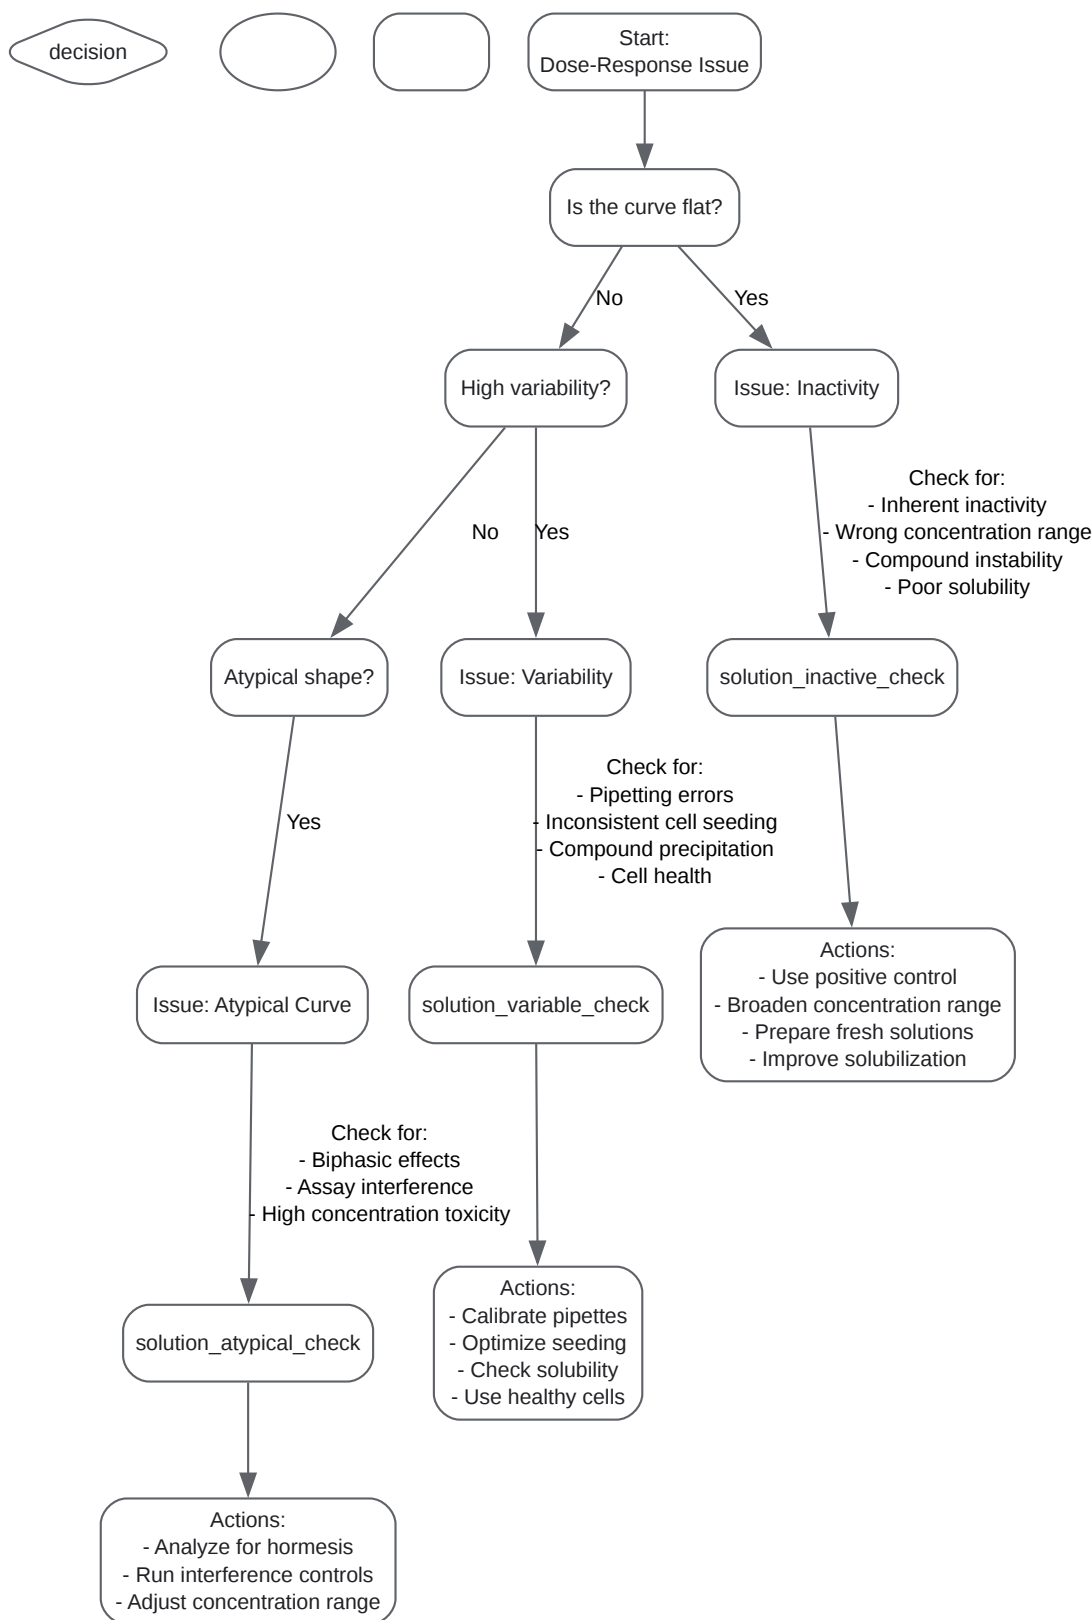 decision
Start:
Dose-Response Issue
Is the curve flat?
No
Yes
High variability?
Issue: Inactivity
Check for:
- Inherent inactivity
- Wrong concentration range
- Compound instability
- Poor solubility
No
Yes
Atypical shape?
Issue: Variability
solution_inactive_check
Check for:
- Pipetting errors
- Inconsistent cell seeding
- Compound precipitation
- Cell health
Yes
Issue: Atypical Curve
solution_variable_check
Actions:
- Use positive control
- Broaden concentration range
- Prepare fresh solutions
- Improve solubilization
Check for:
- Biphasic effects
- Assay interference
- High concentration toxicity
solution_atypical_check
Actions:
- Calibrate pipettes
- Optimize seeding
- Check solubility
- Use healthy cells
Actions:
- Analyze for hormesis
- Run interference controls
- Adjust concentration range